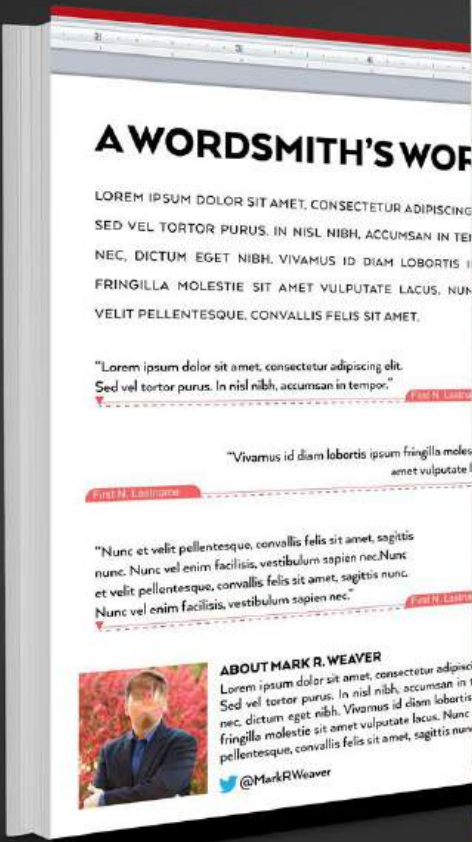 2 3 4
A WORDSMITH'S WOR
LOREM IPSUM DOLOR SIT AMET, CONSECTETUR ADIPISCING
SED VEL TORTOR PURUS. IN NISL NIBH, ACCUMSAN IN TE
NEC, DICTUM EGET NIBH. VIVAMUS ID DIAM LOBORTIS I
FRINGILLA MOLESTIE SIT AMET VULPUTATE LACUS. NUN
VELIT PELLENTESQUE, CONVALLIS FELIS SIT AMET.
"Lorem ipsum dolor sit amet, consectetur adipiscing elit.
Sed vel tortor purus. In nisl nibh, accumsan in tempor."
First N. Lastna
"Vivamus id diam lobortis ipsum fringilla moles
amet vulputate l
First N. Lastname
"Nunc et velit pellentesque, convallis felis sit amet, sagittis
nunc. Nunc vel enim facilisis, vestibulum sapien nec.Nunc
et velit pellentesque, convallis felis sit amet, sagittis nunc.
Nunc vel enim facilisis, vestibulum sapien nec."
First N. Lastna
ABOUT MARK R. WEAVER
Lorem ipsum dolor sit amet, consectetur adipisci
Sed vel tortor purus. In nisl nibh, accumsan in t
nec, dictum eget nibh. Vivamus id diam lobortis
fringilla molestie sit amet vulputate lacus. Nunc
pellentesque, convallis felis sit amet, sagittis nun
@MarkRWeaver